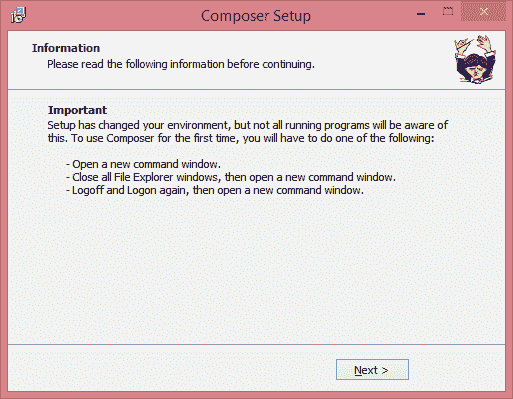 Composer Setup
Information
Please read the following information before continuing.
Important
Setup has changed your environment, but not all running programs will be aware of
this. To use Composer for the first time, you will have to do one of the following:
- Open a new command window.
- Close all File Explorer windows, then open a new command window.
- Logoff and Logon again, then open a new command window.
Next >